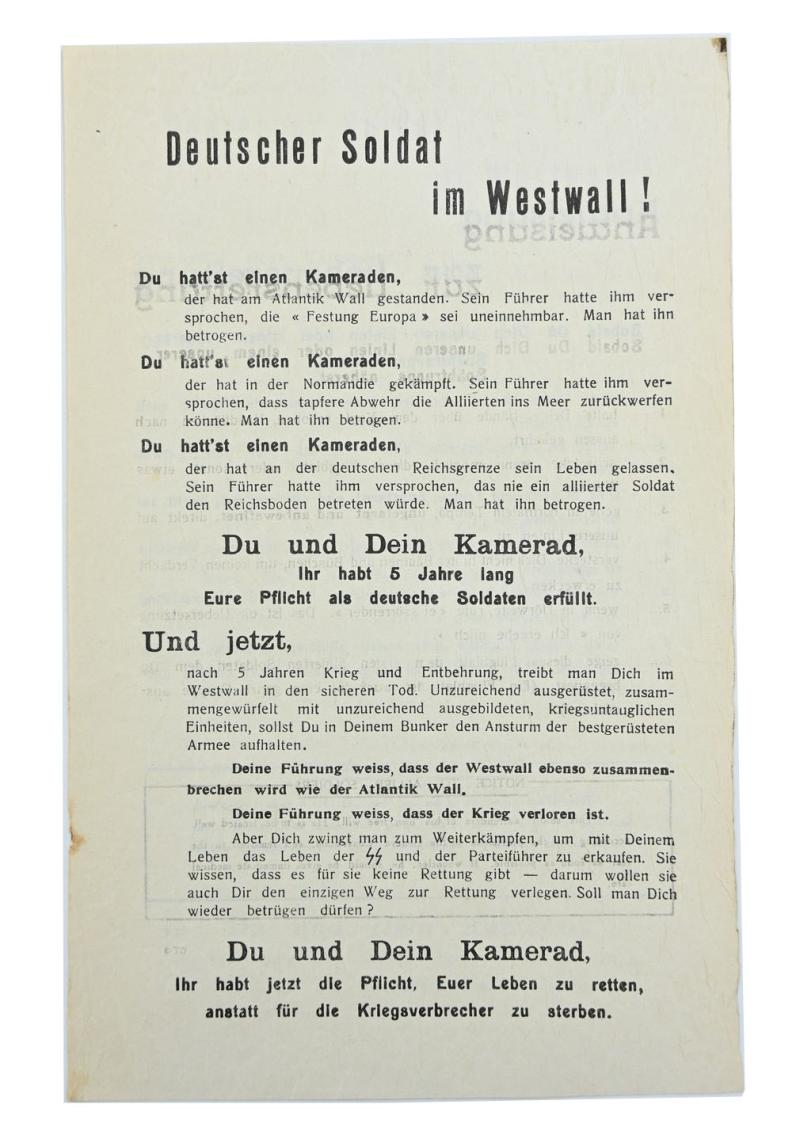 Deutscher Soldat
im Westwall!
Du hatt'st einen Kameraden,
der hat am Atlantik Wall gestanden. Sein Führer hatte ihm ver-
sprochen, die « Festung Europa » sei uneinnehmbar. Man hat ihn
betrogen.
Du hatt'st einen Kameraden,
der hat in der Normandie gekämpft. Sein Führer hatte ihm ver-
sprochen, dass tapfere Abwehr die Alliierten ins Meer zurückwerfen
könne. Man hat ihn betrogen.
Du hatt'st einen Kameraden,
der hat an der deutschen Reichsgrenze sein Leben gelassen.
Sein Führer hatte ihm versprochen, das nie ein alliierter Soldat
den Reichsboden betreten würde. Man hat ihn betrogen.
Du und Dein Kamerad,
Ihr habt 5 Jahre lang
Eure Pflicht als deutsche Soldaten erfüllt.
Und jetzt,
nach 5 Jahren Krieg und Entbehrung, treibt man Dich im
Westwall in den sicheren Tod. Unzureichend ausgerüstet, zusam-
mengewürfelt mit unzureichend ausgebildeten, kriegsuntauglichen
Einheiten, sollst Du in Deinem Bunker den Ansturm der bestgerüsteten
Armee aufhalten.
Deine Führung weiss, dass der Westwall ebenso zusammen-
brechen wird wie der Atlantik Wall.
Deine Führung weiss, dass der Krieg verloren ist.
Aber Dich zwingt man zum Weiterkämpfen, um mit Deinem
Leben das Leben der SS und der Parteiführer zu erkaufen. Sie
wissen, dass es für sie keine Rettung gibt — darum wollen sie
auch Dir den einzigen Weg zur Rettung verlegen. Soll man Dich
wieder betrügen dürfen ?
Du und Dein Kamerad,
Ihr habt jetzt die Pflicht, Euer Leben zu retten,
anstatt für die Kriegsverbrecher zu sterben.